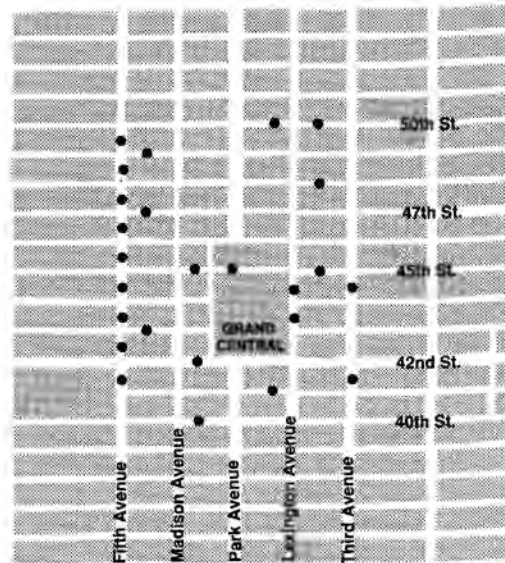 50th St.
47th St.
45th St.
GRAND
CENTRAL
42nd St.
40th St.
Fifth Avenue
Madison Avenue
Park Avenue
Lexington Avenue
Third Avenue